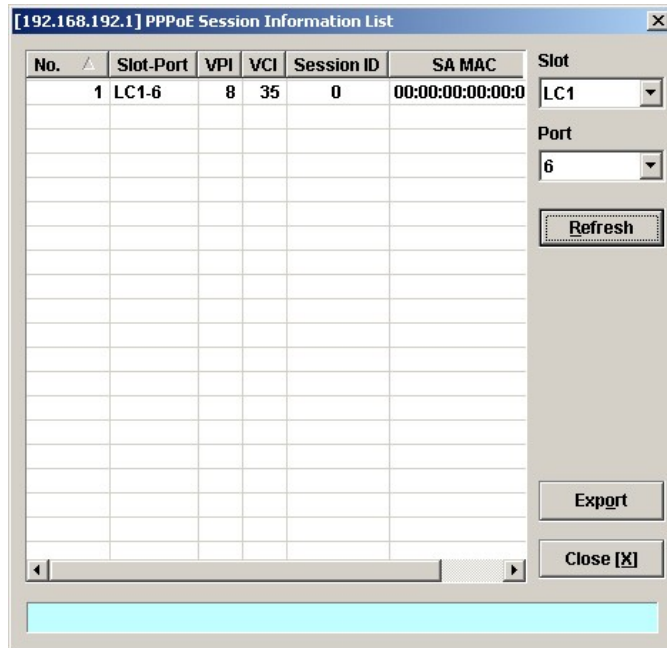 [192.168.192.1] PPPoE Session Information List
No. Slot-Port VPI VCI Session ID SA MAC
1 LC1-6 8 35 0 00:00:00:00:00:0
Slot
LC1
Port
6
Refresh
Export
Close [X]